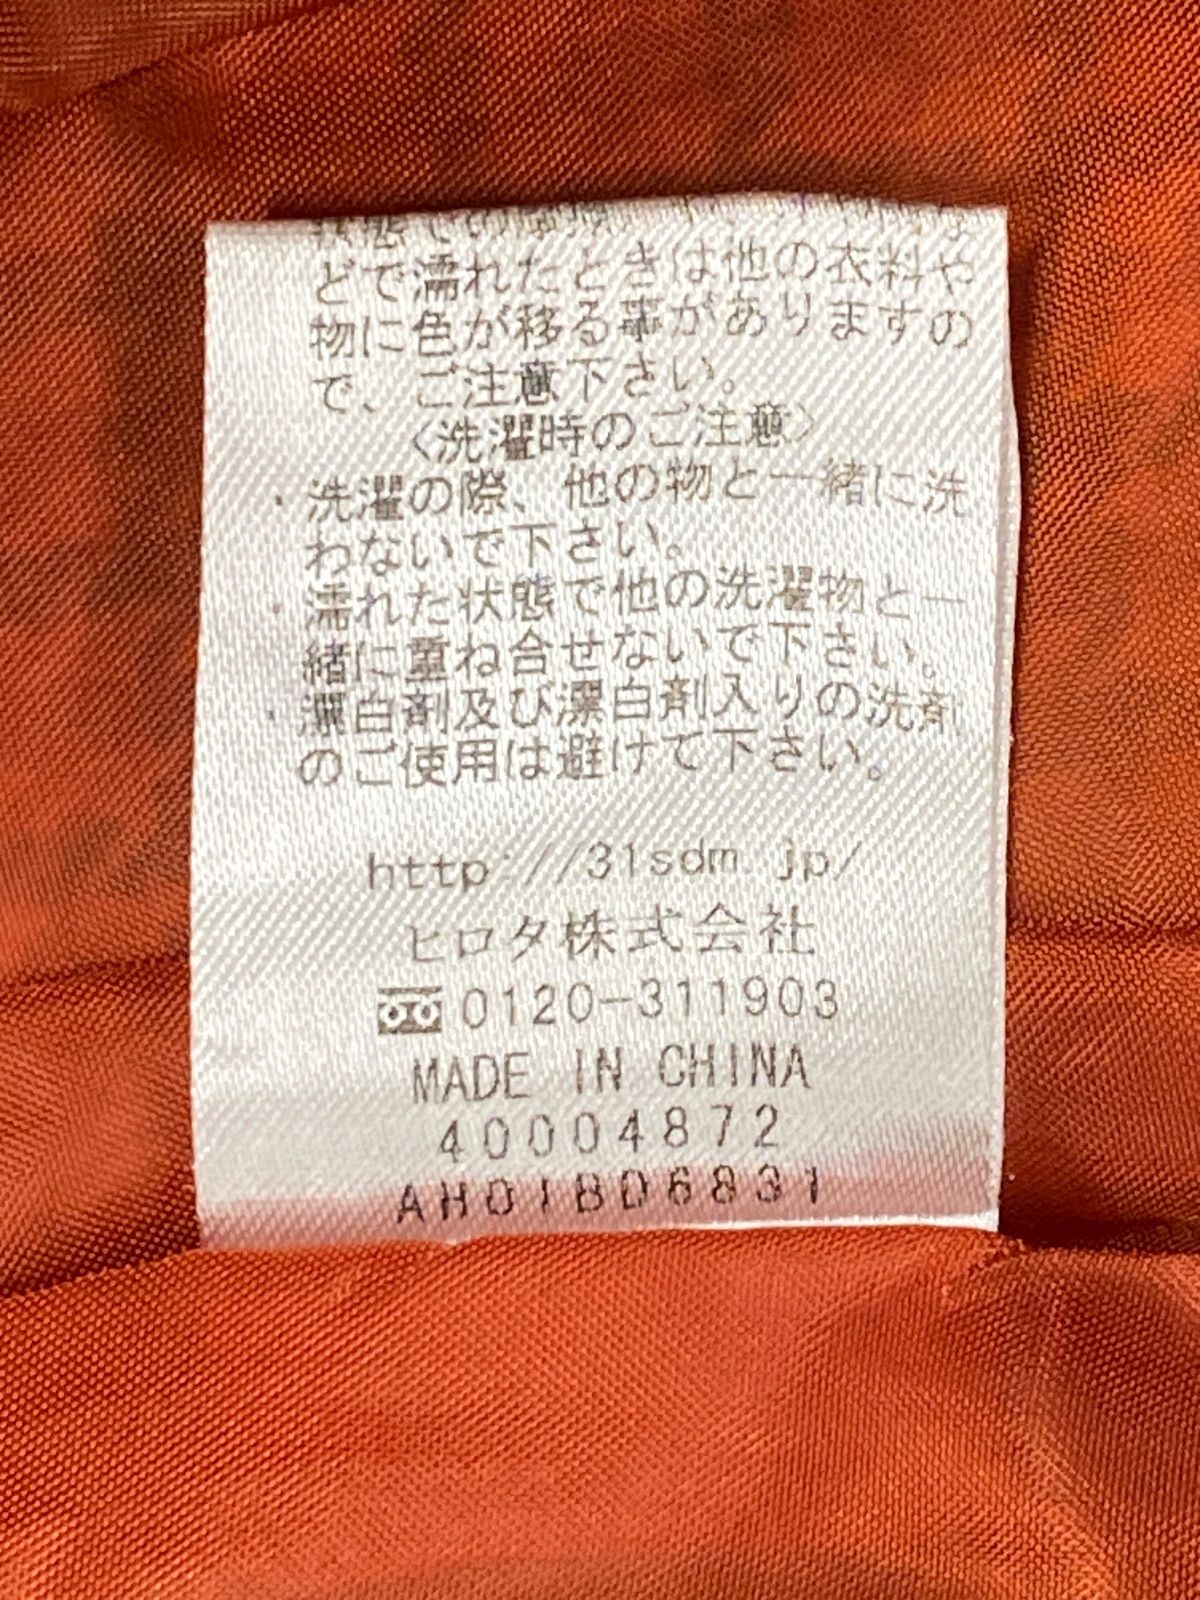 状態での摩擦
どで濡れたときは他の衣料や
物に色が移る事がありますの
で、ご注意下さい。
〈洗濯時のご注意〉
・洗濯の際、他の物と一緒に洗
わないで下さい。
・濡れた状態で他の洗濯物と一
緒に重ね合せないで下さい。
・漂白剤及び漂白剤入りの洗剤
のご使用は避けて下さい。
http://31sdm.jp/
ヒロタ株式会社
0120-311903
MADE IN CHINA
40004872
AH01BD6831